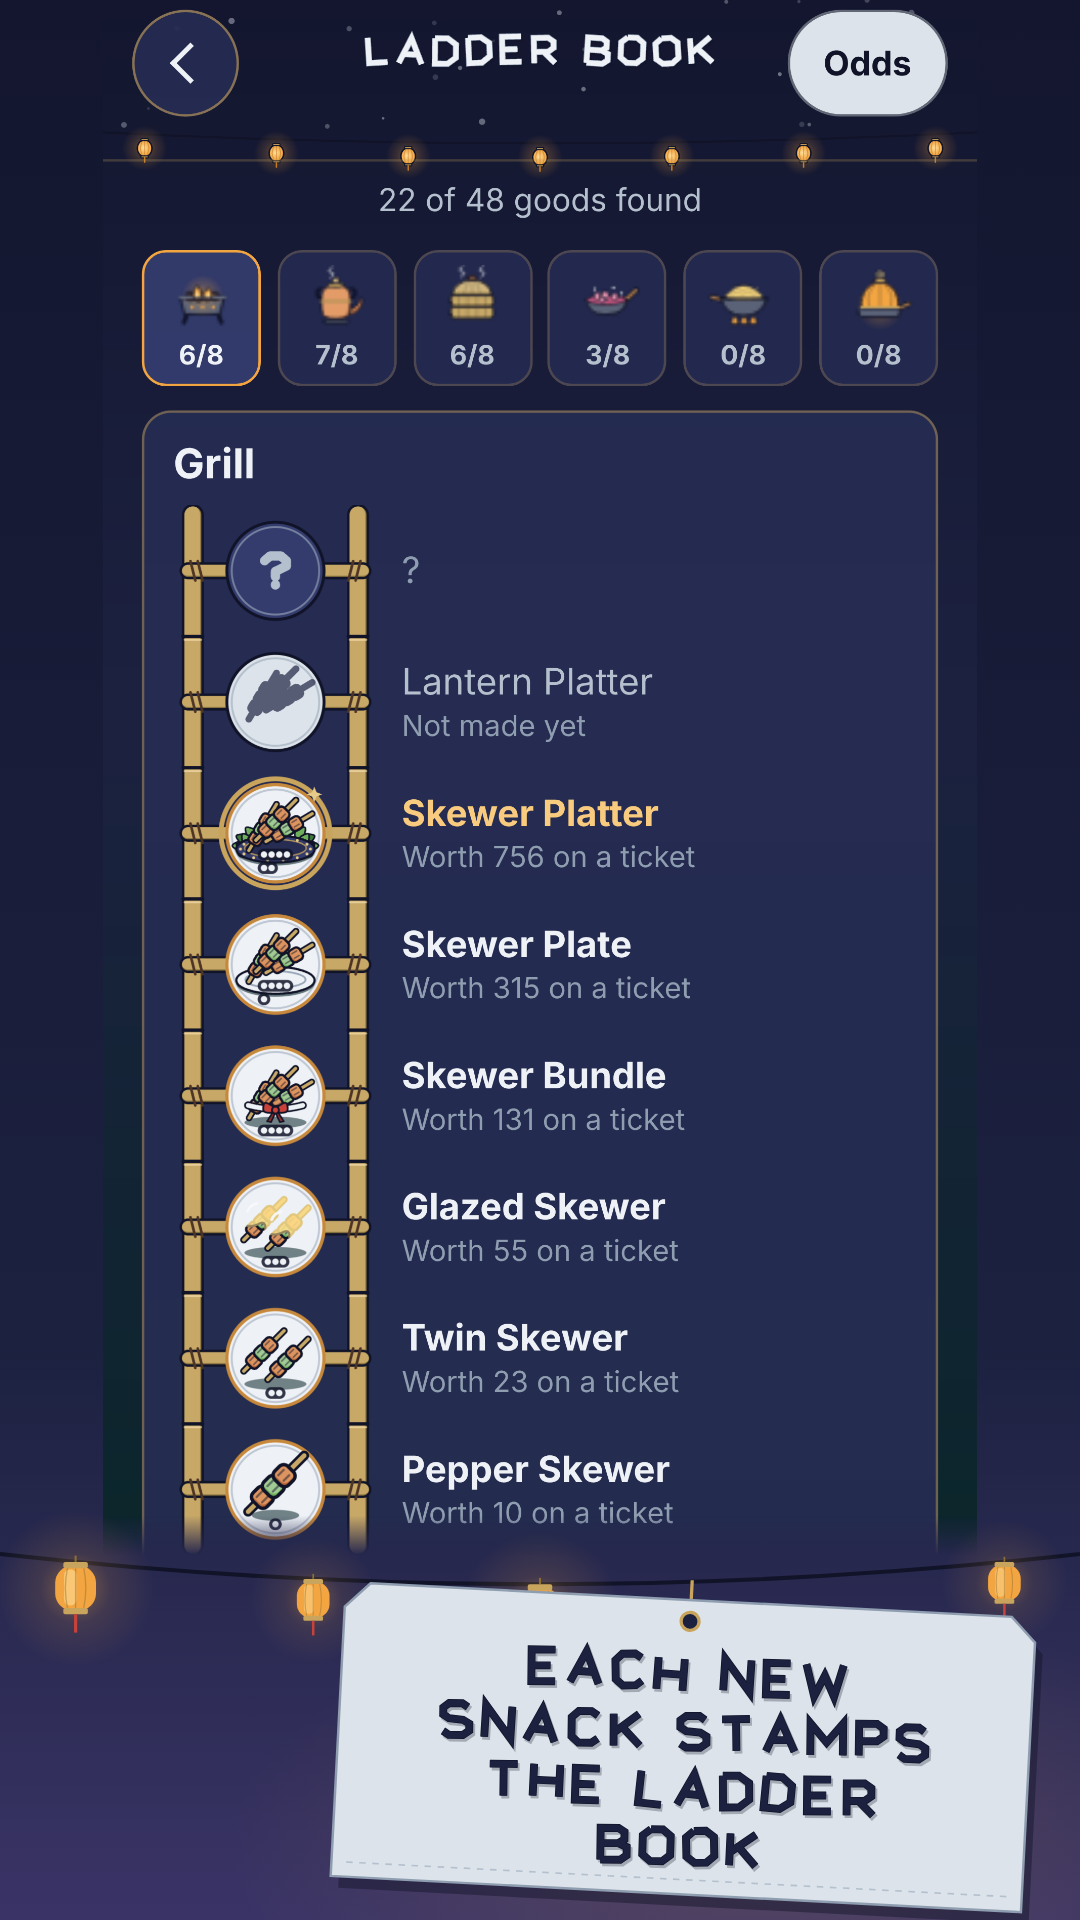 LADDER BOOK
Odds
22 of 48 goods found
6/8
7/8
6/8
3/8
0/8
0/8
Grill
?
?
Lantern Platter
Not made yet
Skewer Platter
Worth 756 on a ticket
Skewer Plate
Worth 315 on a ticket
Skewer Bundle
Worth 131 on a ticket
Glazed Skewer
Worth 55 on a ticket
Twin Skewer
Worth 23 on a ticket
Pepper Skewer
Worth 10 on a ticket
EACH NEW
SNACK STAMPS
THE LADDER
BOOK